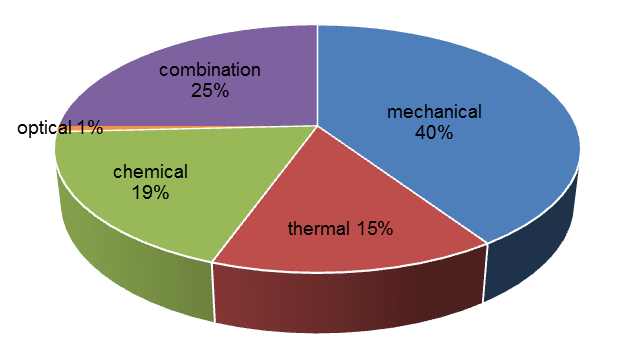 combination
25%
mechanical
40%
optical 1%
chemical
19%
thermal 15%